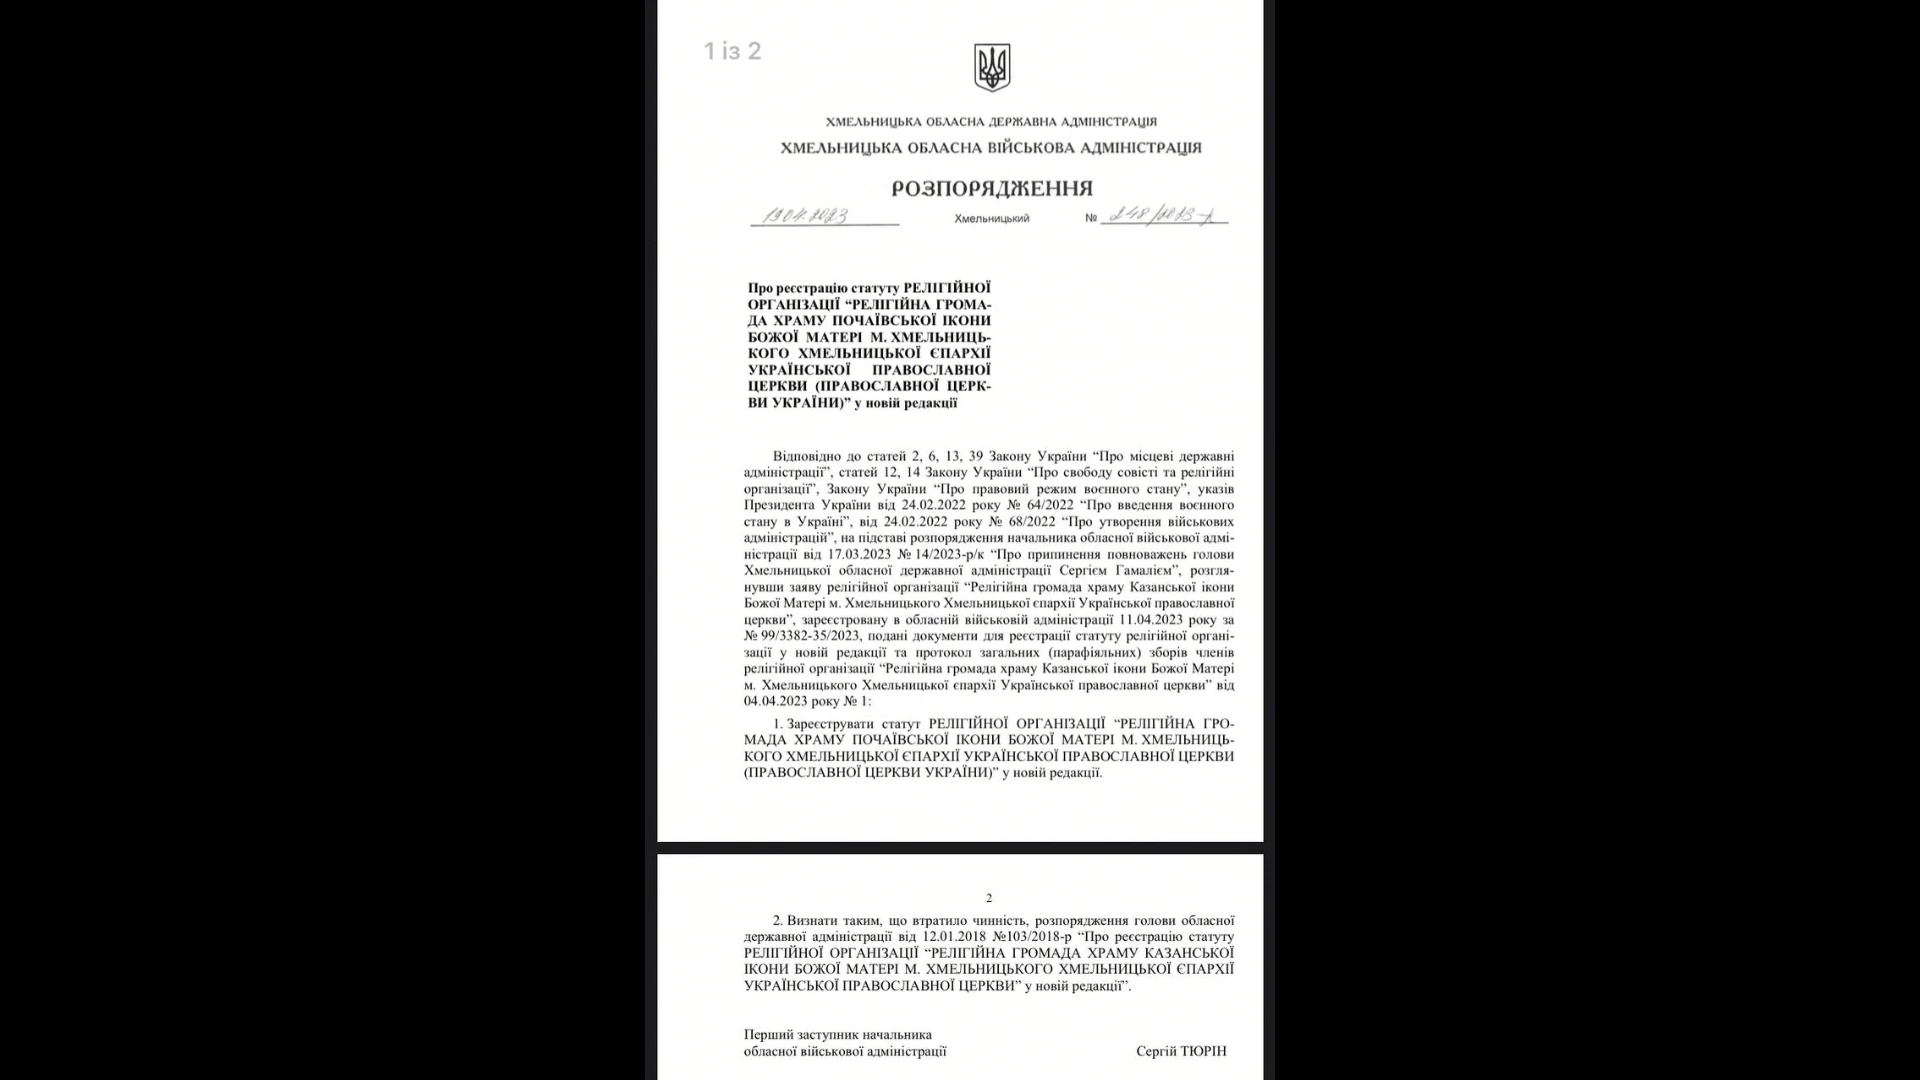 1 із 2
ХМЕЛЬНИЦЬКА ОБЛАСНА ДЕРЖАВНА АДМІНІСТРАЦІЯ
ХМЕЛЬНИЦЬКА ОБЛАСНА ВІЙСЬКОВА АДМІНІСТРАЦІЯ
РОЗПОРЯДЖЕННЯ
19.04.2023 Хмельницький № 248/2023-р
Про реєстрацію статуту РЕЛІГІЙНОЇ
ОРГАНІЗАЦІЇ “РЕЛІГІЙНА ГРОМА-
ДА ХРАМУ ПОЧАЇВСЬКОЇ ІКОНИ
БОЖОЇ МАТЕРІ М. ХМЕЛЬНИЦЬ-
КОГО ХМЕЛЬНИЦЬКОЇ ЄПАРХІЇ
УКРАЇНСЬКОЇ ПРАВОСЛАВНОЇ
ЦЕРКВИ (ПРАВОСЛАВНОЇ ЦЕРК-
ВИ УКРАЇНИ)” у новій редакції
Відповідно до статей 2, 6, 13, 39 Закону України “Про місцеві державні
адміністрації”, статей 12, 14 Закону України “Про свободу совісті та релігійні
організації”, Закону України “Про правовий режим воєнного стану”, указів
Президента України від 24.02.2022 року № 64/2022 “Про введення воєнного
стану в Україні”, від 24.02.2022 року № 68/2022 “Про утворення військових
адміністрацій”, на підставі розпорядження начальника обласної військової адмі-
ністрації від 17.03.2023 № 14/2023-р/к “Про припинення повноважень голови
Хмельницької обласної державної адміністрації Сергієм Гамалієм”, розгля-
нувши заяву релігійної організації “Релігійна громада храму Казанської ікони
Божої Матері м. Хмельницького Хмельницької єпархії Української православної
церкви”, зареєстровану в обласній військовій адміністрації 11.04.2023 року за
№ 99/3382-35/2023, подані документи для реєстрації статуту релігійної органі-
зації у новій редакції та протокол загальних (парафіяльних) зборів членів
релігійної організації “Релігійна громада храму Казанської ікони Божої Матері
м. Хмельницького Хмельницької єпархії Української православної церкви” від
04.04.2023 року № 1:
1. Зареєструвати статут РЕЛІГІЙНОЇ ОРГАНІЗАЦІЇ “РЕЛІГІЙНА ГРО-
МАДА ХРАМУ ПОЧАЇВСЬКОЇ ІКОНИ БОЖОЇ МАТЕРІ М. ХМЕЛЬНИЦЬ-
КОГО ХМЕЛЬНИЦЬКОЇ ЄПАРХІЇ УКРАЇНСЬКОЇ ПРАВОСЛАВНОЇ ЦЕРКВИ
(ПРАВОСЛАВНОЇ ЦЕРКВИ УКРАЇНИ)” у новій редакції.
2
2. Визнати таким, що втратило чинність, розпорядження голови обласної
державної адміністрації від 12.01.2018 №103/2018-р “Про реєстрацію статуту
РЕЛІГІЙНОЇ ОРГАНІЗАЦІЇ “РЕЛІГІЙНА ГРОМАДА ХРАМУ КАЗАНСЬКОЇ
ІКОНИ БОЖОЇ МАТЕРІ М. ХМЕЛЬНИЦЬКОГО ХМЕЛЬНИЦЬКОЇ ЄПАРХІЇ
УКРАЇНСЬКОЇ ПРАВОСЛАВНОЇ ЦЕРКВИ” у новій редакції”.
Перший заступник начальника
обласної військової адміністрації Сергій ТЮРІН